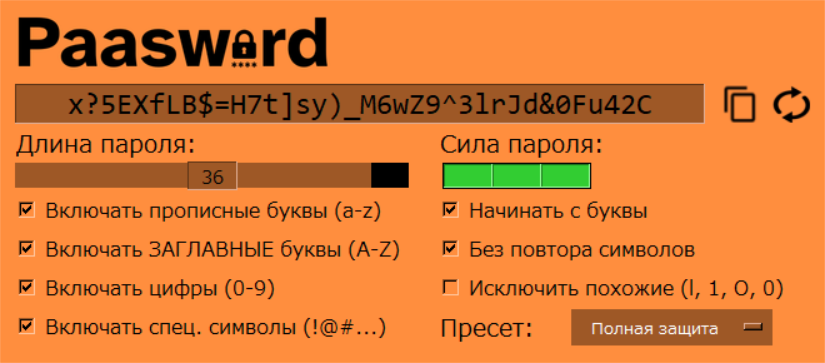 Paasword
x?5EXfLB$=H7t]sy)_M6wZ9^3lrJd&0Fu42C
Длина пароля:
Сила пароля:
36
Включать прописные буквы (a-z)
Начинать с буквы
Включать ЗАГЛАВНЫЕ буквы (A-Z)
Без повтора символов
Включать цифры (0-9)
Исключить похожие (l, 1, O, 0)
Включать спец. символы (!@#...)
Пресет:
Полная защита